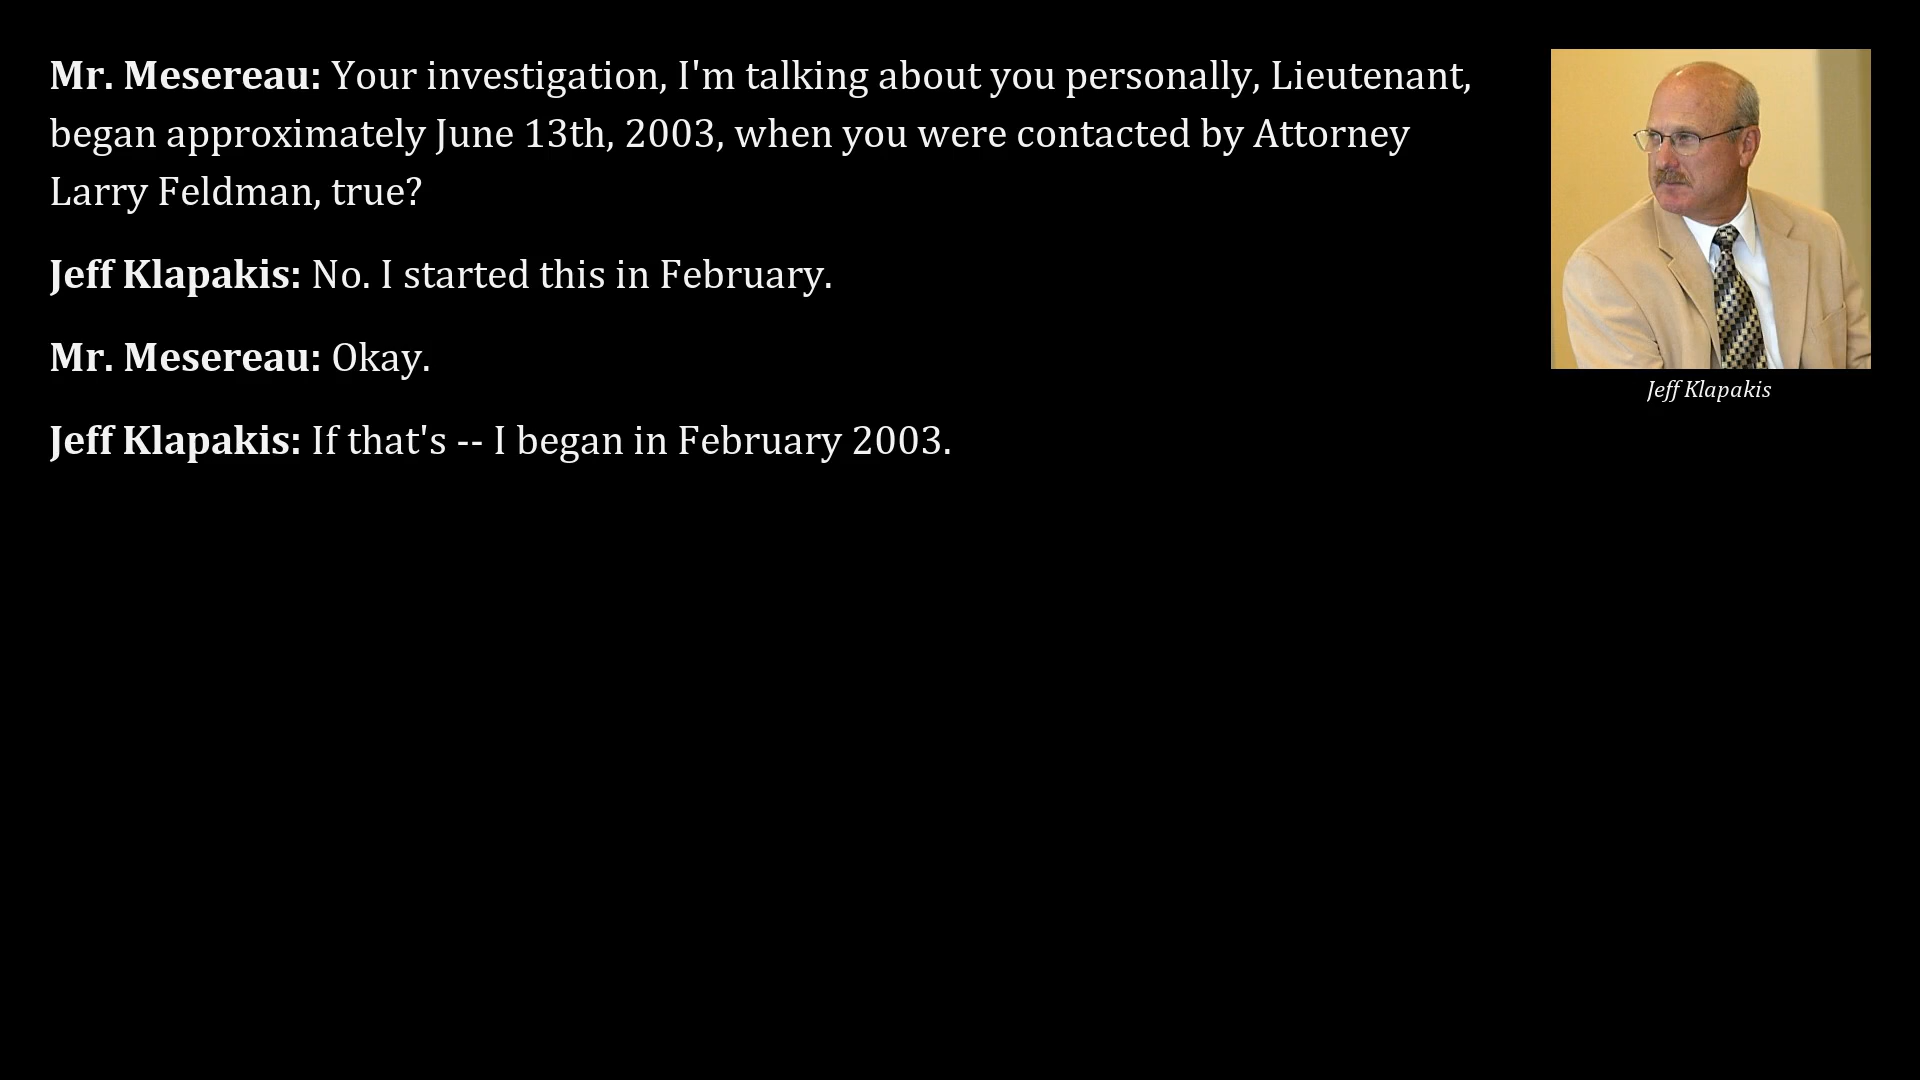 Mr. Mesereau: Your investigation, I'm talking about you personally, Lieutenant,
began approximately June 13th, 2003, when you were contacted by Attorney
Larry Feldman, true?
Jeff Klapakis: No. I started this in February.
Mr. Mesereau: Okay.
Jeff Klapakis: If that's -- I began in February 2003.
Jeff Klapakis